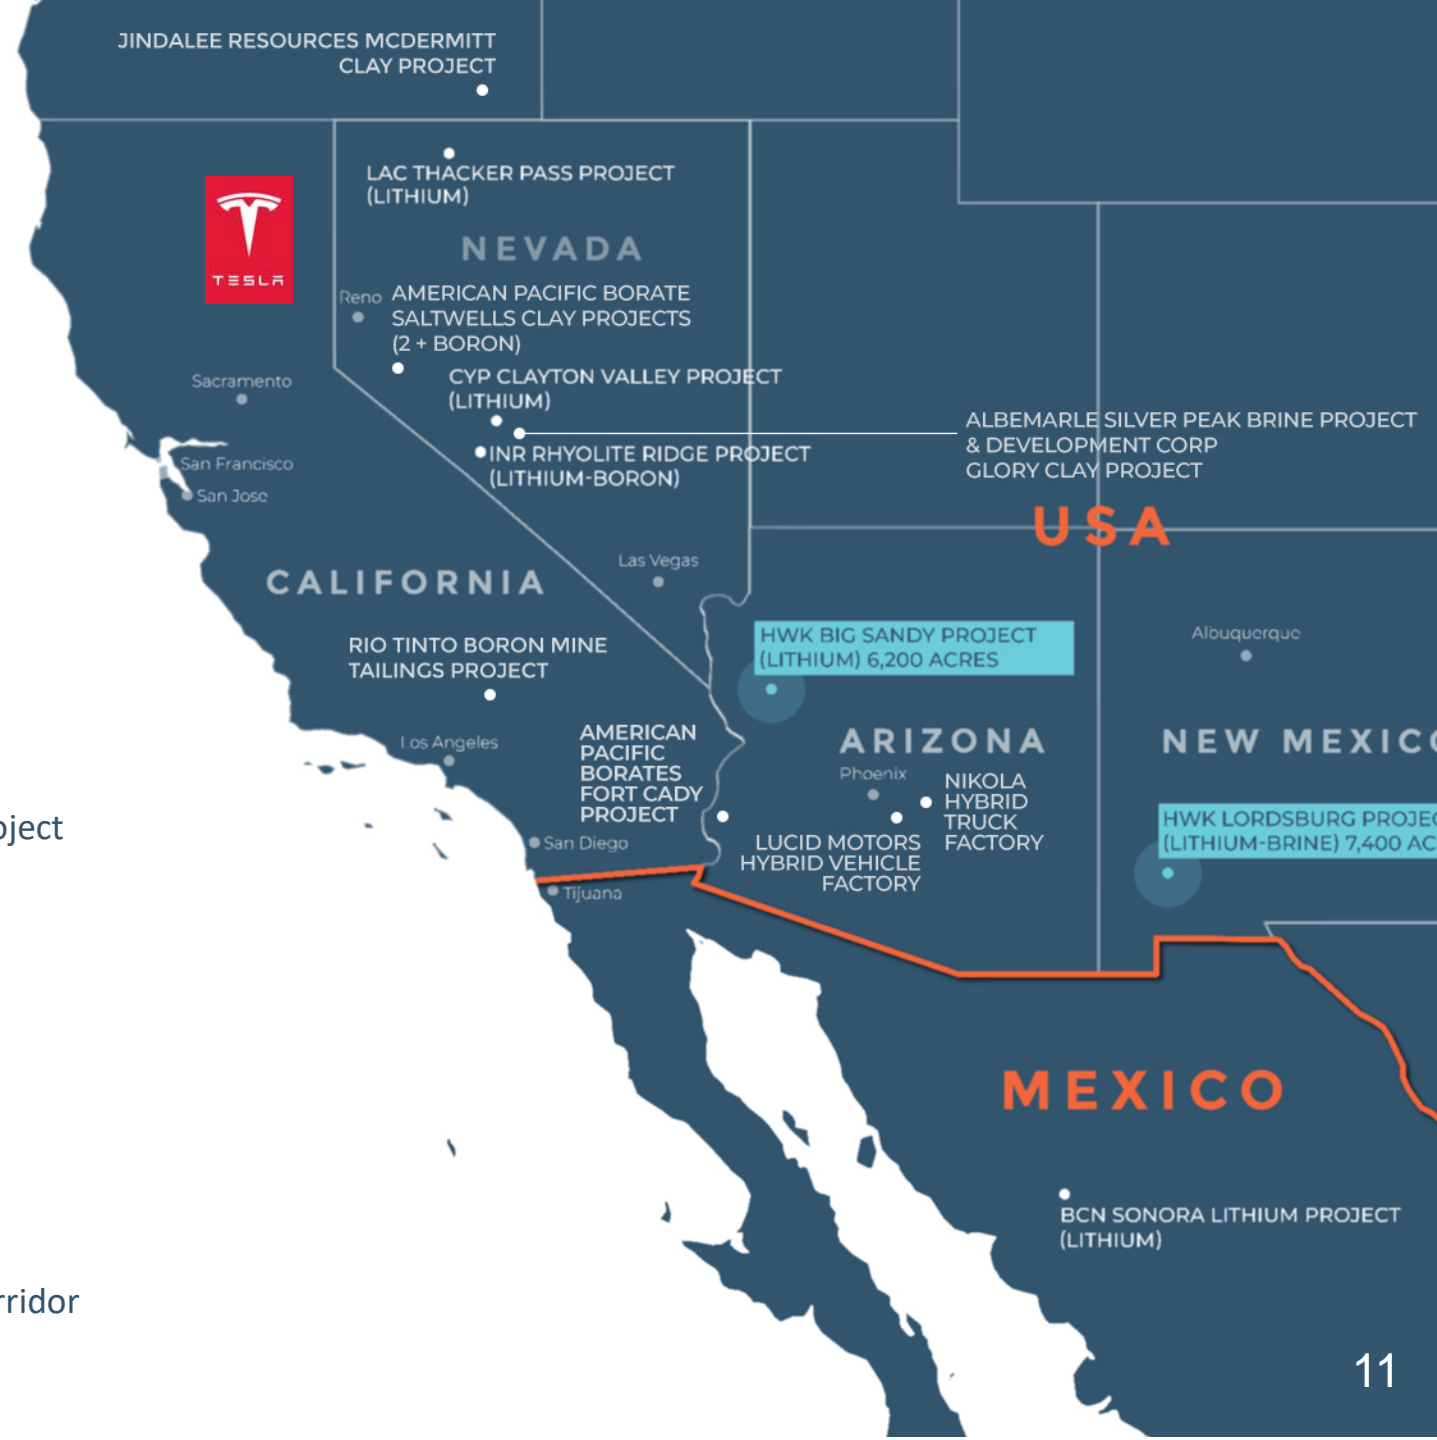 JINDALEE RESOURCES MCDERMITT
CLAY PROJECT
LAC THACKER PASS PROJECT
(LITHIUM)
TESLA
NEVADA
Reno
AMERICAN PACIFIC BORATE
SALTWELLS CLAY PROJECTS
(2 + BORON)
CYP CLAYTON VALLEY PROJECT
(LITHIUM)
Sacramento
ALBEMARLE SILVER PEAK BRINE PROJECT
& DEVELOPMENT CORP
GLORY CLAY PROJECT
INR RHYOLITE RIDGE PROJECT
(LITHIUM-BORON)
San Francisco
San Jose
USA
Las Vegas
CALIFORNIA
HWK BIG SANDY PROJECT
(LITHIUM) 6,200 ACRES
Albuquerque
RIO TINTO BORON MINE
TAILINGS PROJECT
Los Angeles
AMERICAN
PACIFIC
BORATES
FORT CADY
PROJECT
ARIZONA
NEW MEXIC
Phoenix
NIKOLA
HYBRID
TRUCK
FACTORY
LUCID MOTORS
HYBRID VEHICLE
FACTORY
HWK LORDSBURG PROJEC
(LITHIUM-BRINE) 7,400 AC
oject
San Diego
Tijuana
MEXICO
BCN SONORA LITHIUM PROJECT
(LITHIUM)
rridor
11